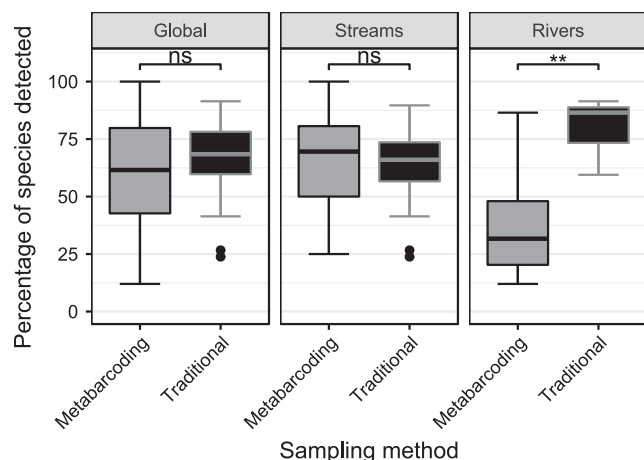 Global
Streams
Rivers
ns
ns
**
Percentage of species detected
100
75
50
25
0
Metabarcoding
Traditional
Metabarcoding
Traditional
Metabarcoding
Traditional
Sampling method